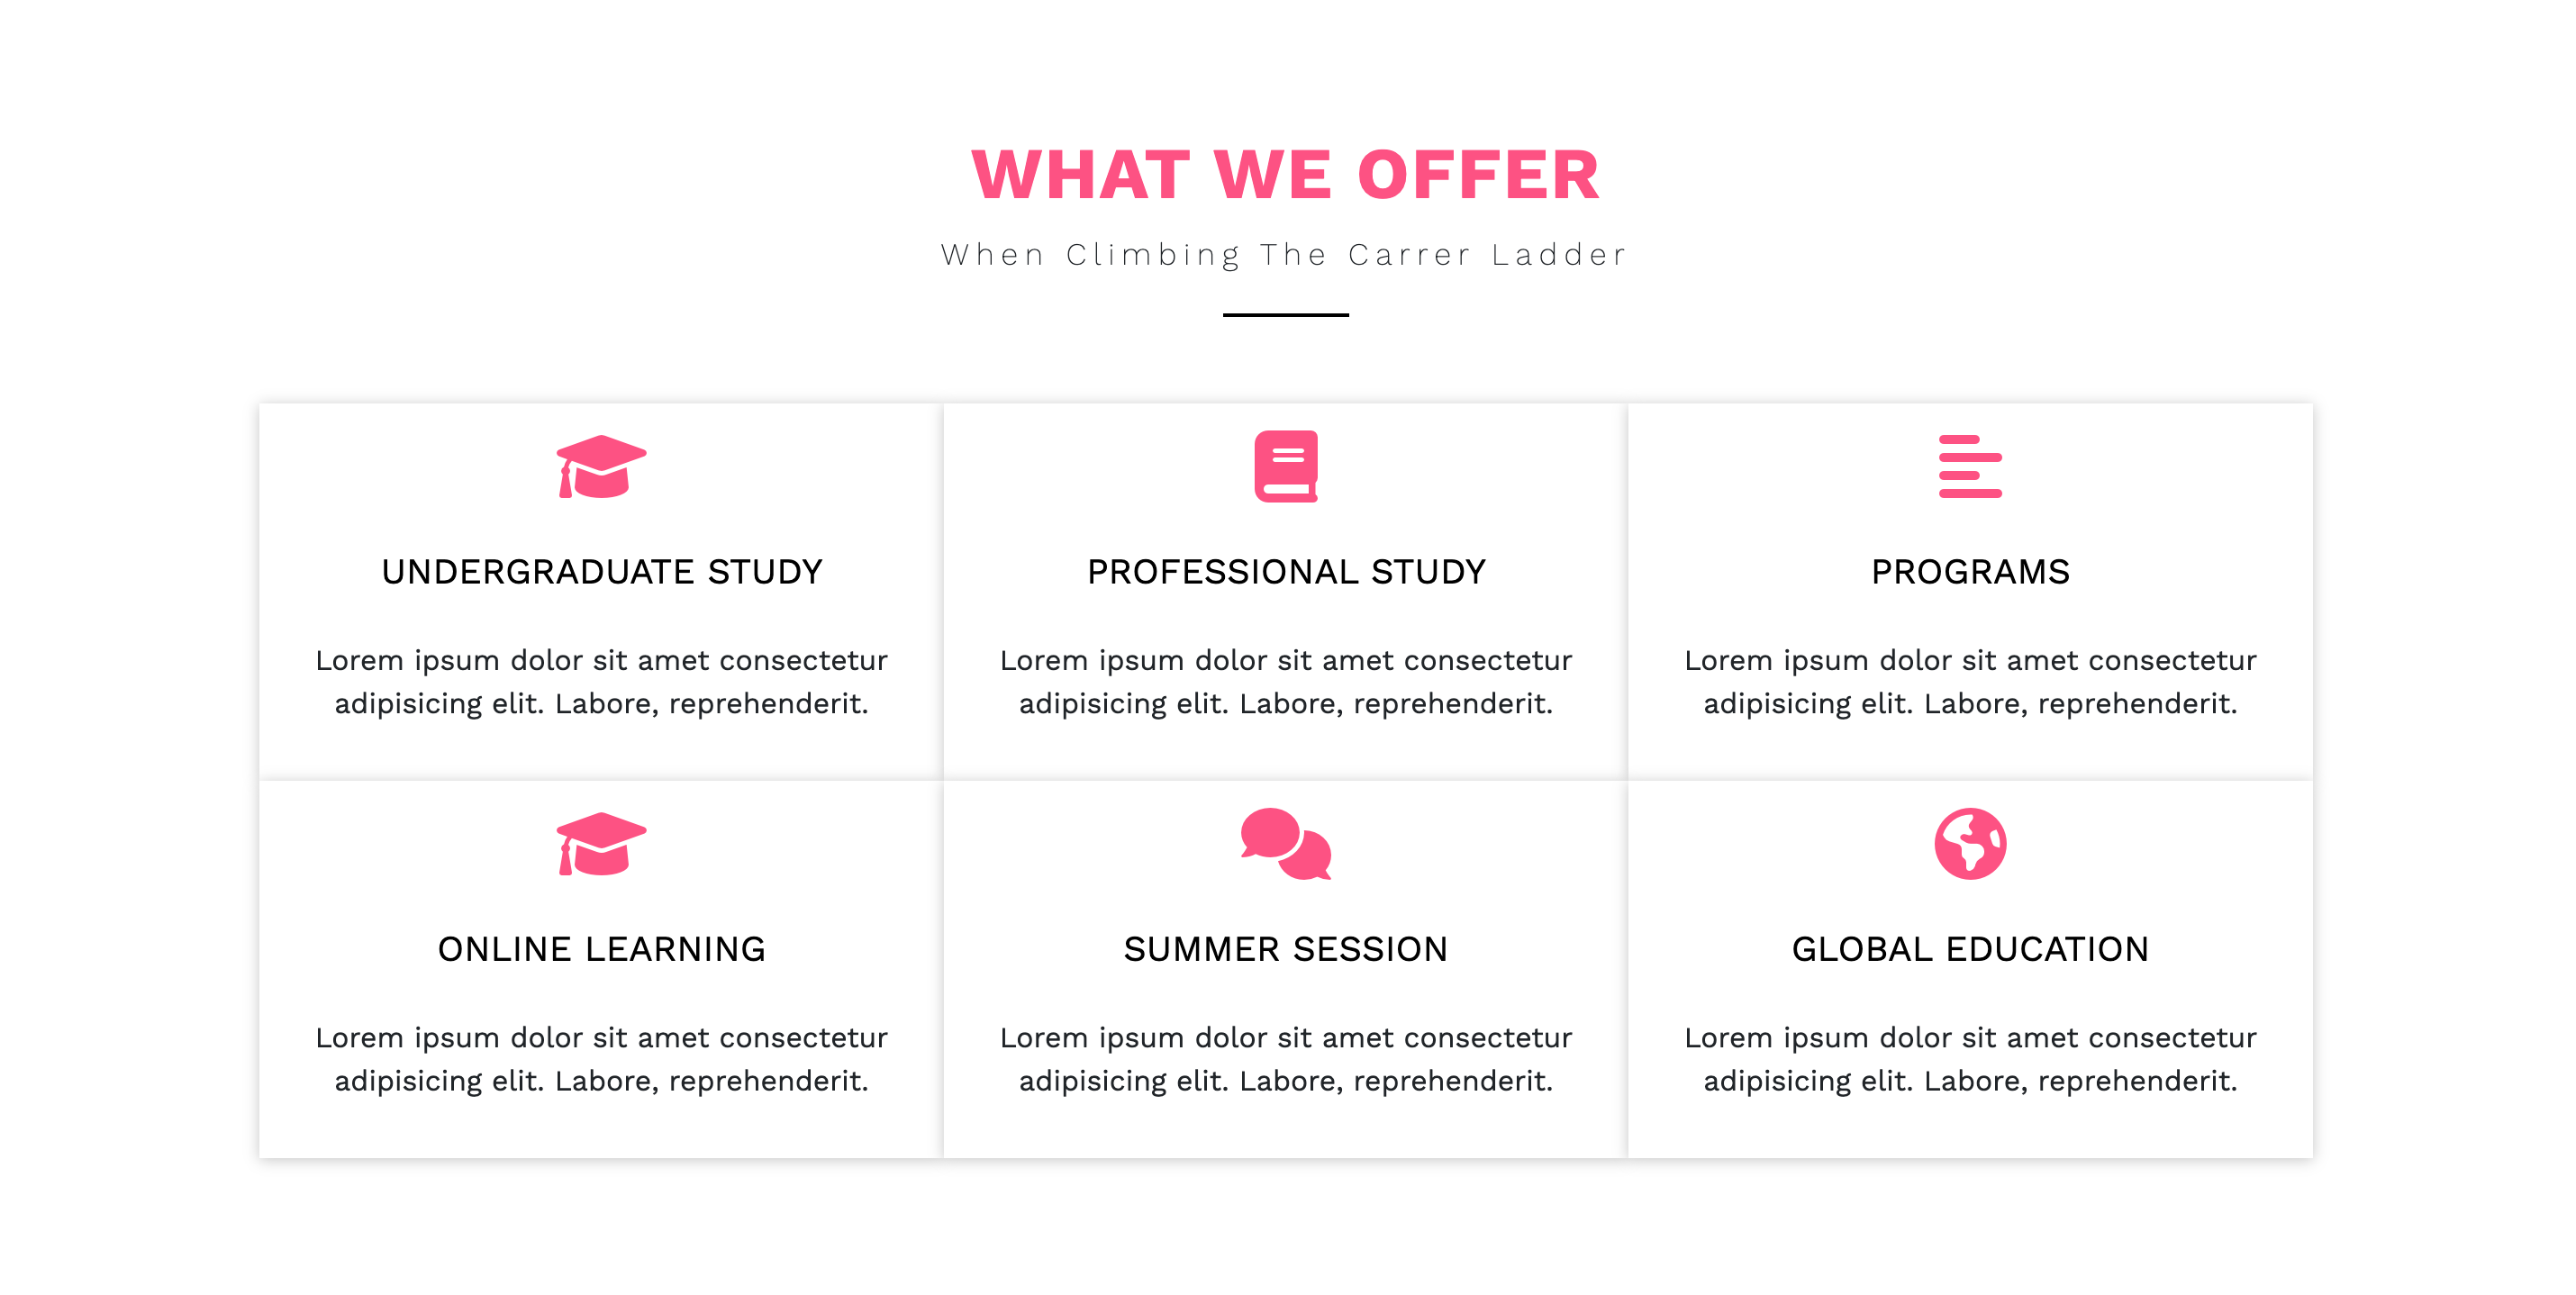 WHAT WE OFFER
When Climbing The Carrer Ladder
UNDERGRADUATE STUDY
Lorem ipsum dolor sit amet consectetur
adipisicing elit. Labore, reprehenderit.
PROFESSIONAL STUDY
Lorem ipsum dolor sit amet consectetur
adipisicing elit. Labore, reprehenderit.
PROGRAMS
Lorem ipsum dolor sit amet consectetur
adipisicing elit. Labore, reprehenderit.
ONLINE LEARNING
Lorem ipsum dolor sit amet consectetur
adipisicing elit. Labore, reprehenderit.
SUMMER SESSION
Lorem ipsum dolor sit amet consectetur
adipisicing elit. Labore, reprehenderit.
GLOBAL EDUCATION
Lorem ipsum dolor sit amet consectetur
adipisicing elit. Labore, reprehenderit.